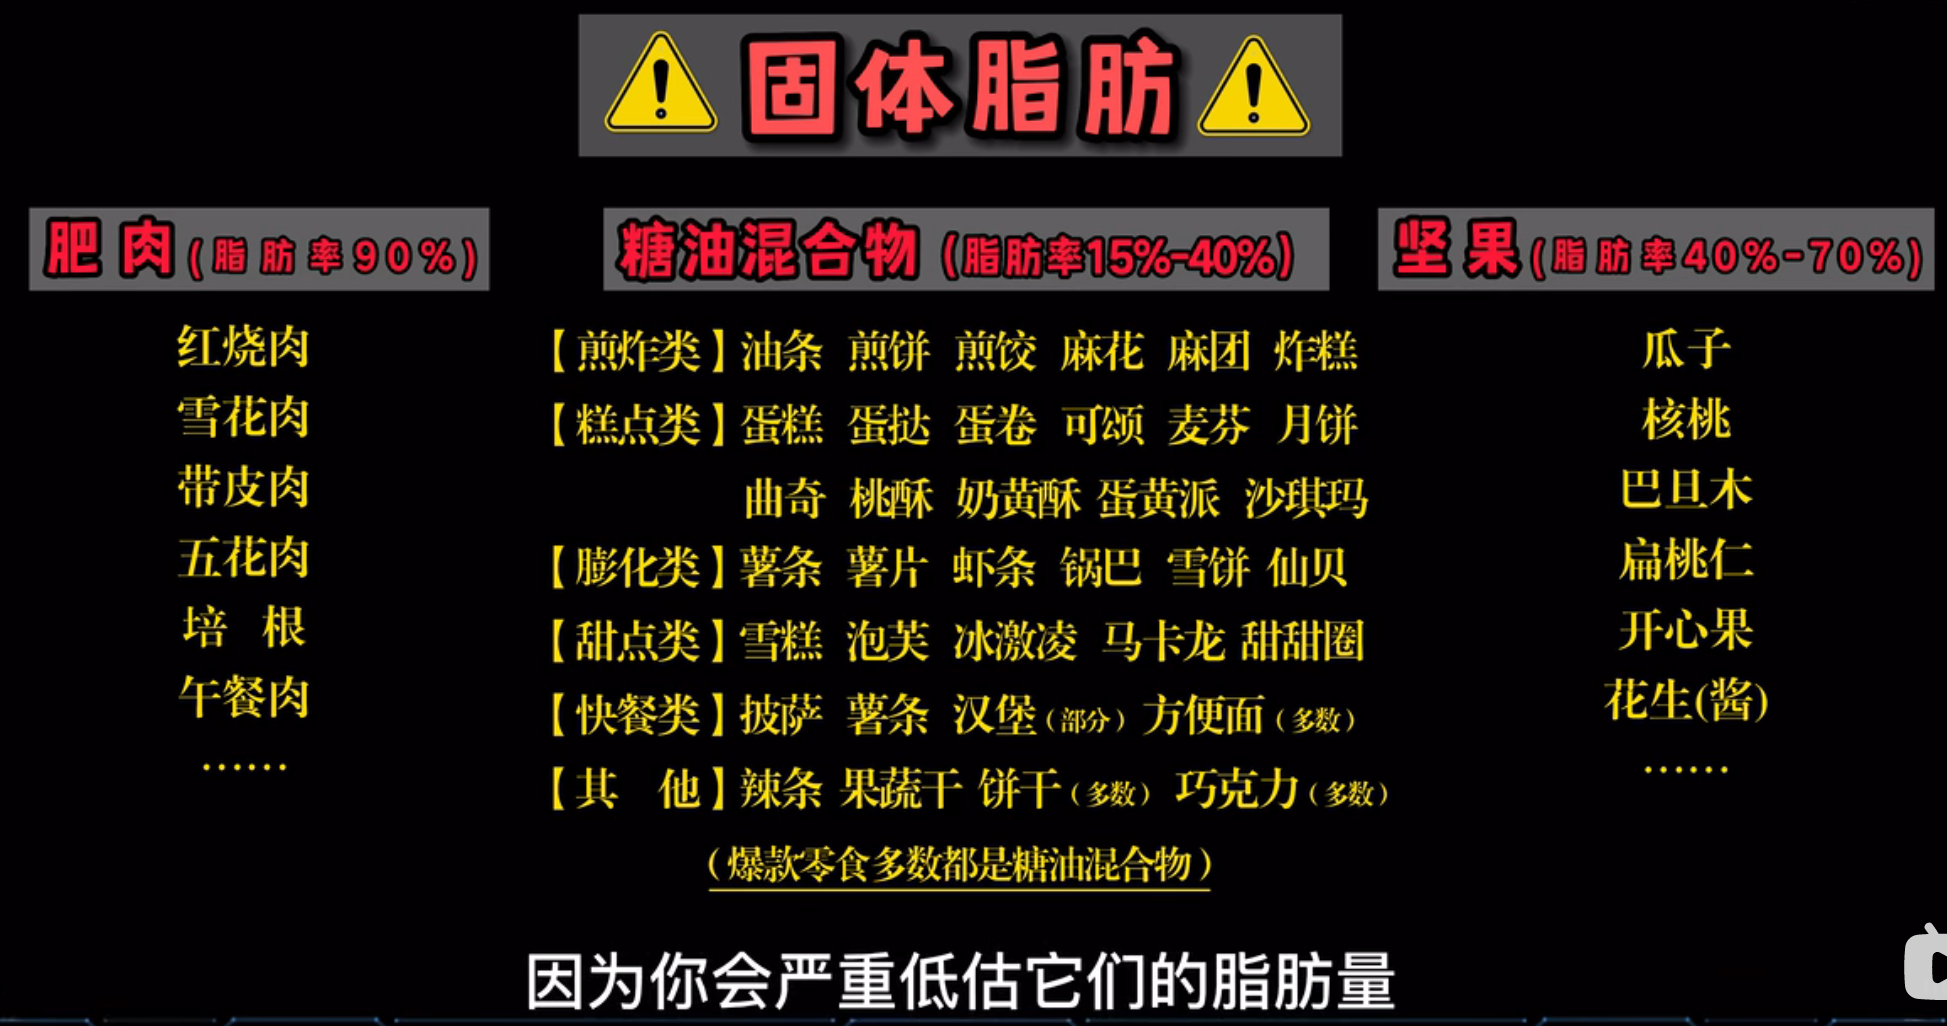 固体脂肪
肥肉(脂肪率90%)
红烧肉
雪花肉
带皮肉
五花肉
培 根
午餐肉
……
糖油混合物（脂肪率15%-40%）
【煎炸类】油条 煎饼 煎饺 麻花 麻团 炸糕
【糕点类】蛋糕 蛋挞 蛋卷 可颂 麦芬 月饼
曲奇 桃酥 奶黄酥 蛋黄派 沙琪玛
【膨化类】薯条 薯片 虾条 锅巴 雪饼 仙贝
【甜点类】雪糕 泡芙 冰激凌 马卡龙 甜甜圈
【快餐类】披萨 薯条 汉堡（部分）方便面（多数）
【其 他】辣条 果蔬干 饼干（多数） 巧克力（多数）
（爆款零食多数都是糖油混合物）
坚果(脂肪率40%-70%)
瓜子
核桃
巴旦木
扁桃仁
开心果
花生(酱)
……
因为你会严重低估它们的脂肪量